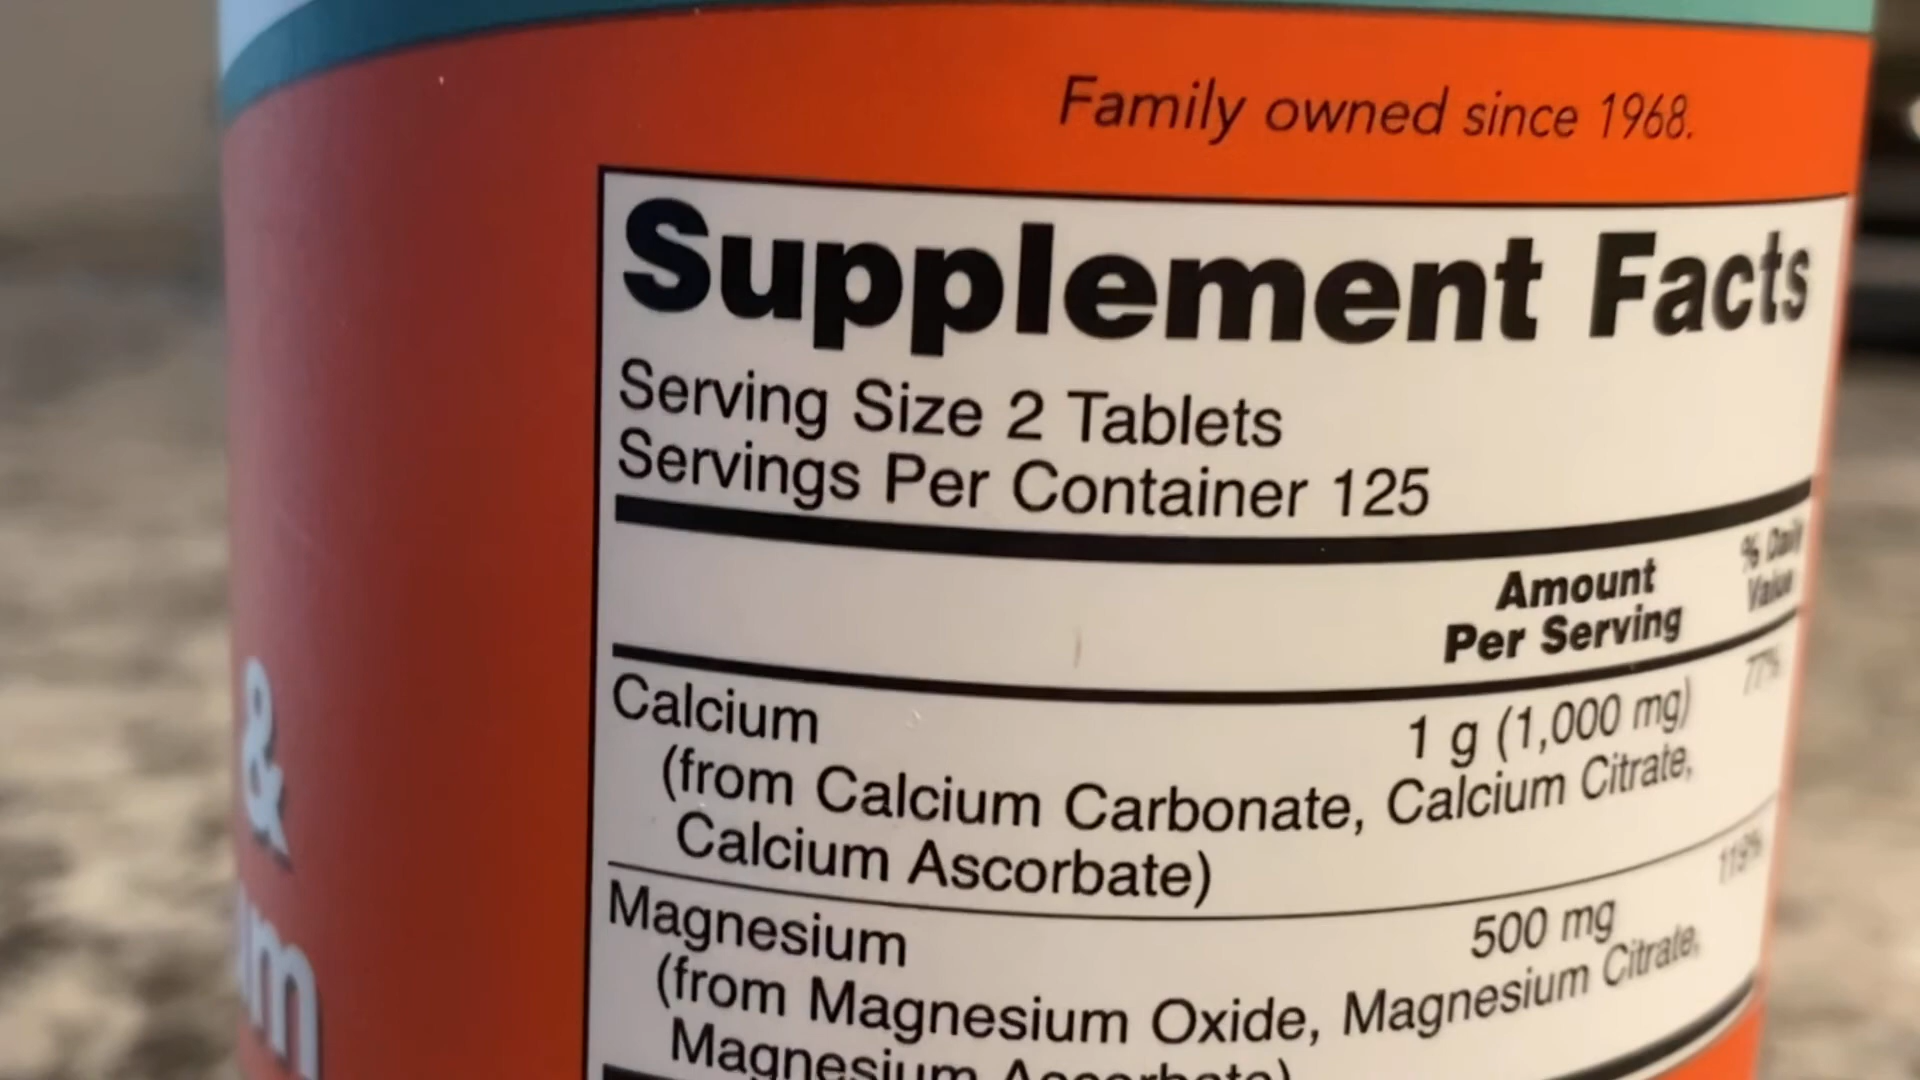 Family owned since 1968.
Supplement Facts
Serving Size 2 Tablets
Servings Per Container 125
Amount
Per Serving
% Daily
Value
Calcium 1 g (1,000 mg) 77%
(from Calcium Carbonate, Calcium Citrate,
Calcium Ascorbate)
Magnesium 500 mg 119%
(from Magnesium Oxide, Magnesium Citrate,
Magnesium Ascorbate)
&